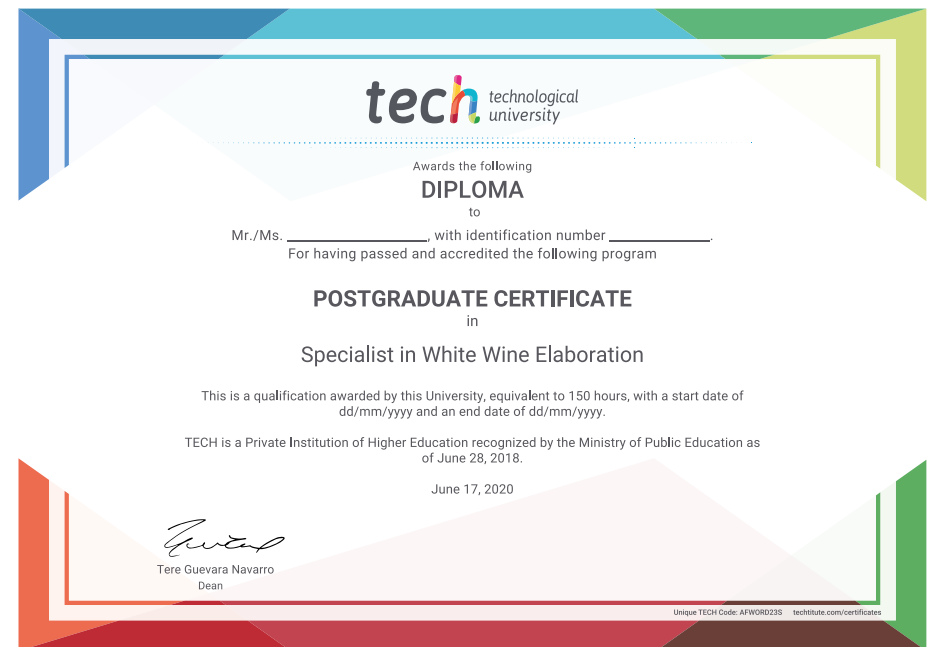 tech technological
university
Awards the following
DIPLOMA
to
Mr./Ms. ____________________, with identification number ______________.
For having passed and accredited the following program
POSTGRADUATE CERTIFICATE
in
Specialist in White Wine Elaboration
This is a qualification awarded by this University, equivalent to 150 hours, with a start date of
dd/mm/yyyy and an end date of dd/mm/yyyy.
TECH is a Private Institution of Higher Education recognized by the Ministry of Public Education as
of June 28, 2018.
June 17, 2020
Tere Guevara Navarro
Dean
Unique TECH Code: AFWORD23S techtitute.com/certificates